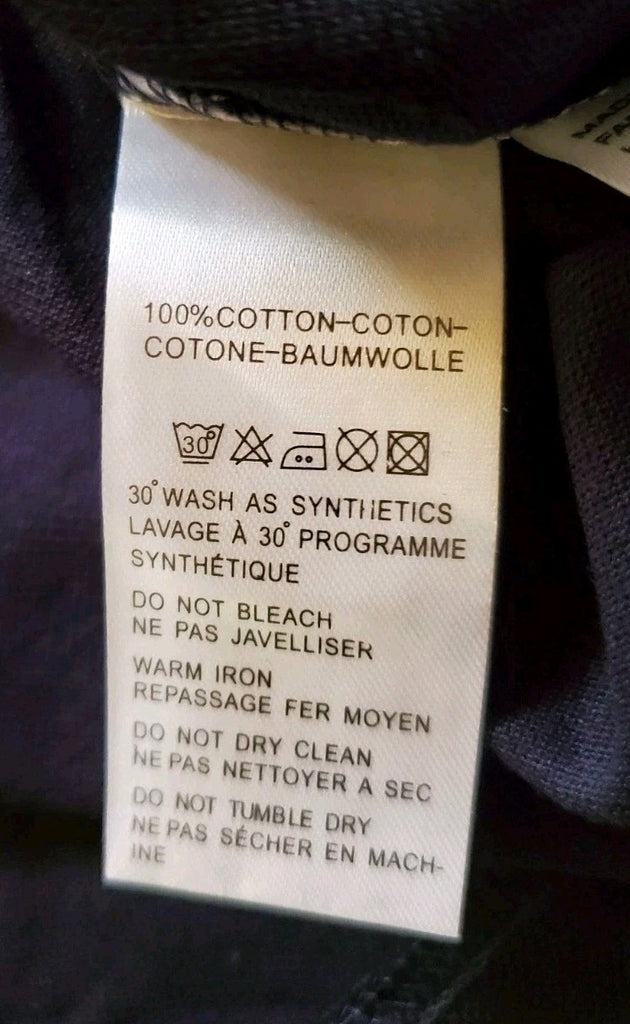 100%COTTON-COTON-
COTONE-BAUMWOLLE
30°
30°WASH AS SYNTHETICS
LAVAGE À 30° PROGRAMME
SYNTHÉTIQUE
DO NOT BLEACH
NE PAS JAVELLISER
WARM IRON
REPASSAGE FER MOYEN
DO NOT DRY CLEAN
NE PAS NETTOYER A SEC
DO NOT TUMBLE DRY
NE PAS SÉCHER EN MACH-
INE